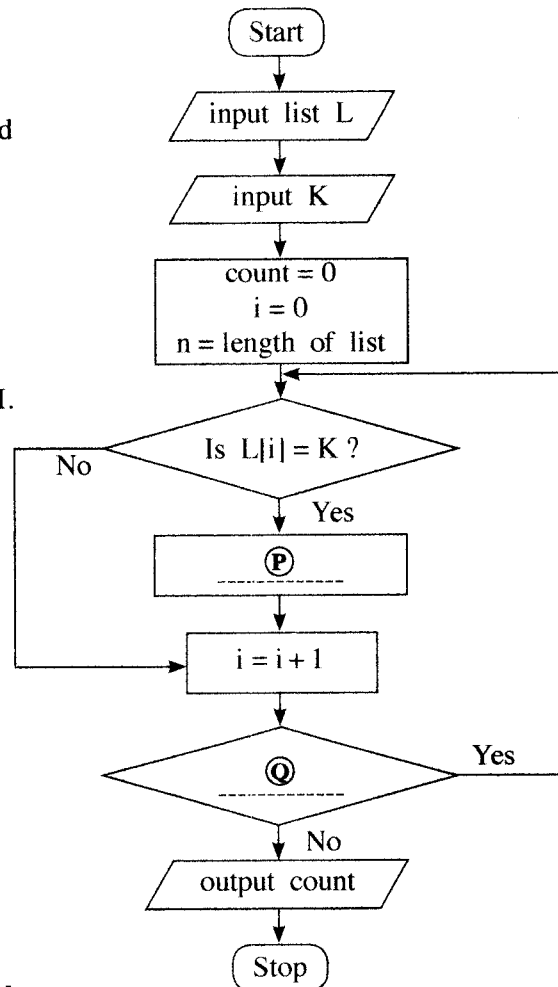 Start
input list L
d
input K
count = 0
i = 0
n = length of list
I.
Is L[i] = K ?
No
Yes
P
i = i + 1
Q
Yes
No
output count
Stop